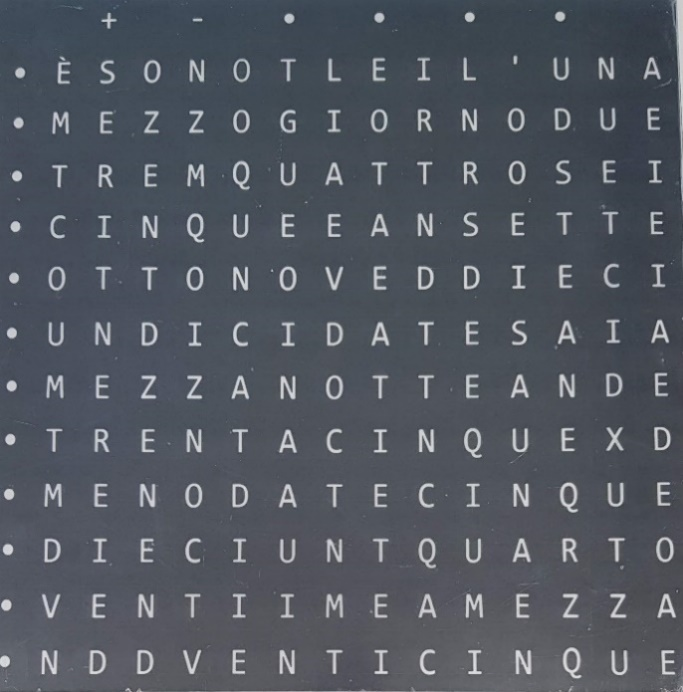 + - • • • •
• È S O N O T L E I L ' U N A
• M E Z Z O G I O R N O D U E
• T R E M Q U A T T R O S E I
• C I N Q U E E A N S E T T E
• O T T O N O V E D D I E C I
• U N D I C I D A T E S A I A
• M E Z Z A N O T T E A N D E
• T R E N T A C I N Q U E X D
• M E N O D A T E C I N Q U E
• D I E C I U N T Q U A R T O
• V E N T I I M E A M E Z Z A
• N D D V E N T I C I N Q U E